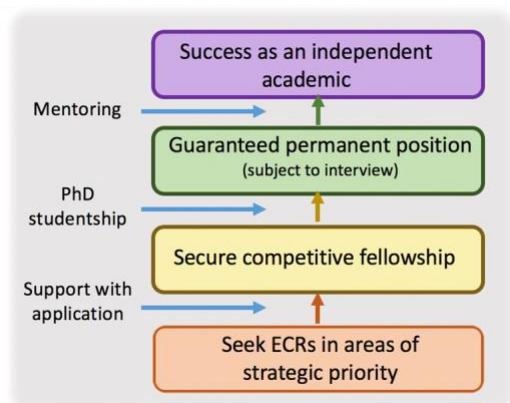 Success as an independent
academic
Mentoring
Guaranteed permanent position
(subject to interview)
PhD
studentship
Secure competitive fellowship
Support with
application
Seek ECRs in areas of
strategic priority